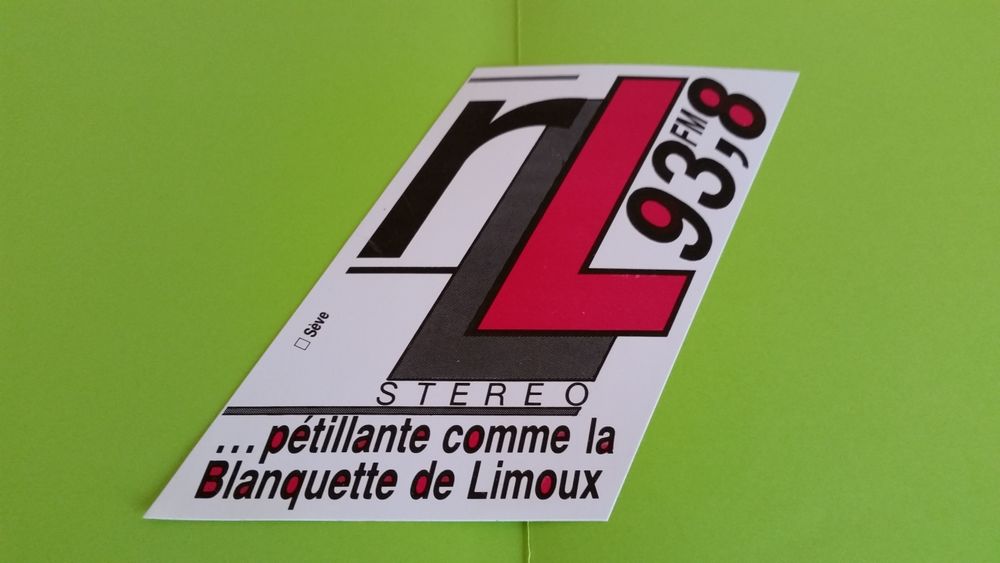 rL
93,8
FM
□ Sève
STEREO
...pétillante comme la
Blanquette de Limoux